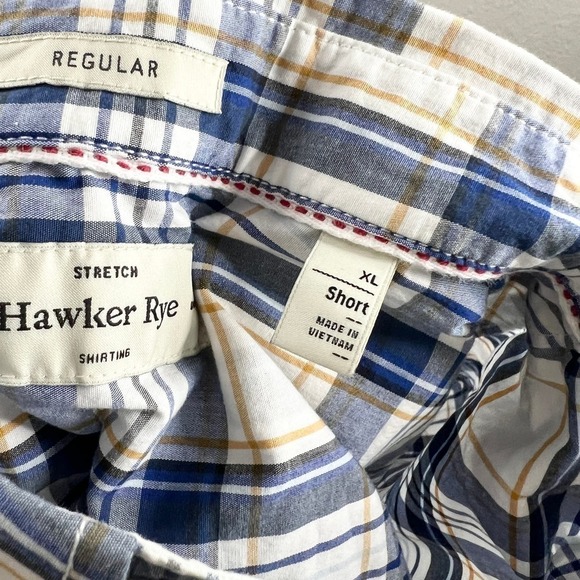 REGULAR
STRETCH
Hawker Rye
SHIRTING
XL
Short
MADE IN
VIETNAM